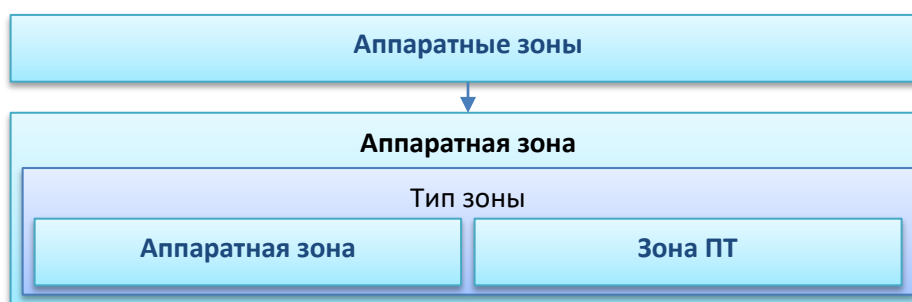 Аппаратные зоны
Аппаратная зона
Тип зоны
Аппаратная зона
Зона ПТ